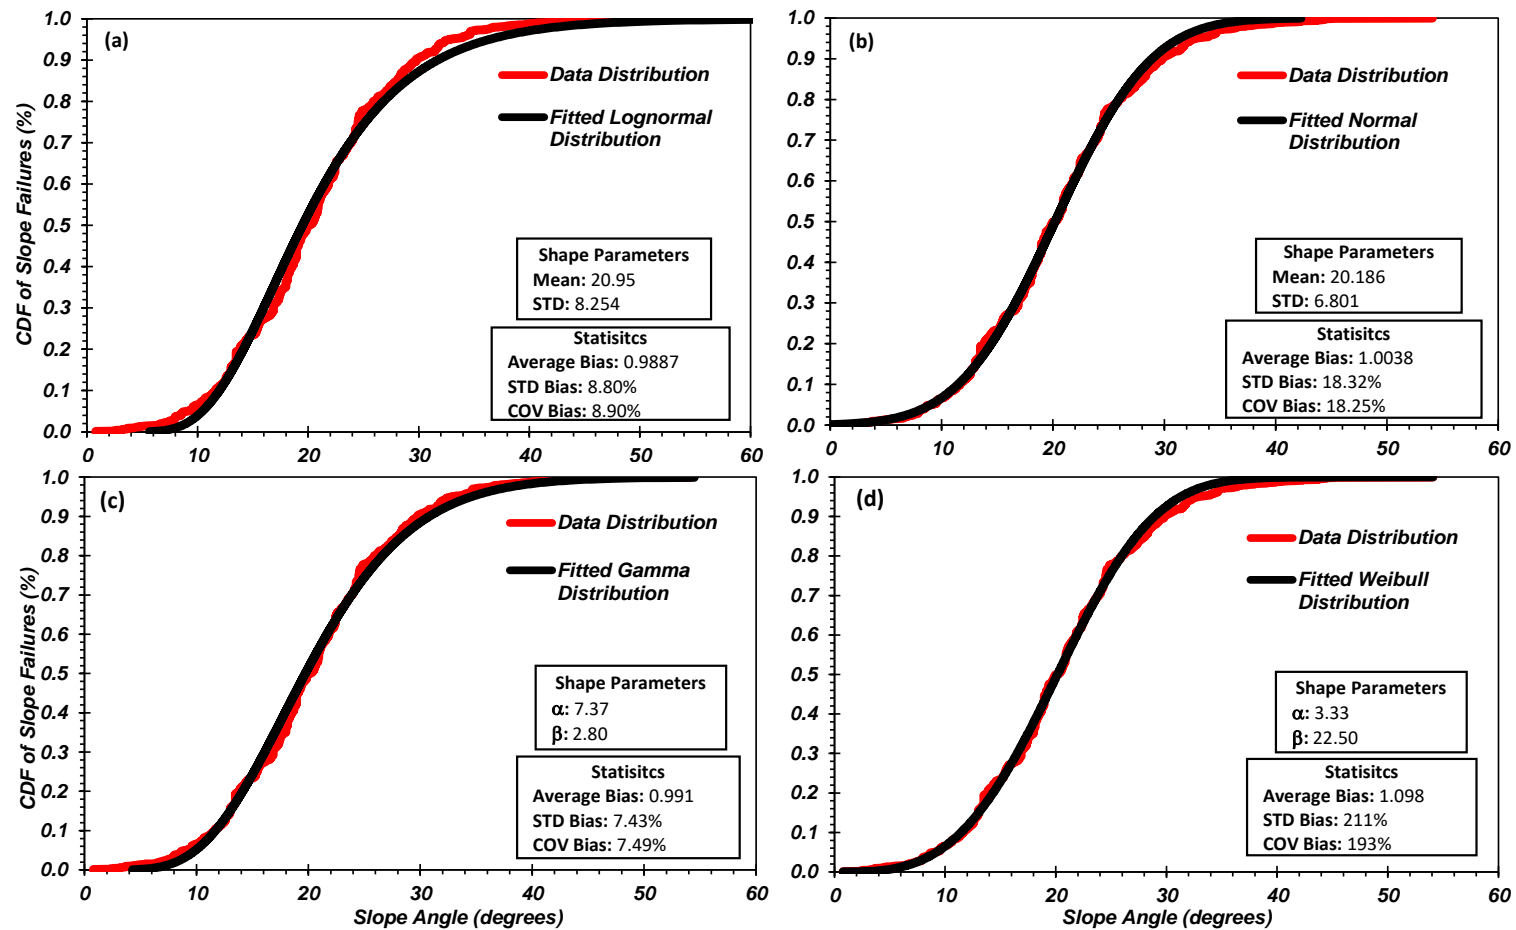 (a)
CDF of Slope Failures (%)
1.0
0.9
0.8
0.7
0.6
0.5
0.4
0.3
0.2
0.1
0.0
Data Distribution
Fitted Lognormal
Distribution
Shape Parameters
Mean: 20.95
STD: 8.254
Statisitcs
Average Bias: 0.9887
STD Bias: 8.80%
COV Bias: 8.90%
0 10 20 30 40 50 60
(b)
1.0
0.9
0.8
0.7
0.6
0.5
0.4
0.3
0.2
0.1
0.0
Data Distribution
Fitted Normal
Distribution
Shape Parameters
Mean: 20.186
STD: 6.801
Statisitcs
Average Bias: 1.0038
STD Bias: 18.32%
COV Bias: 18.25%
0 10 20 30 40 50 60
(c)
CDF of Slope Failures (%)
1.0
0.9
0.8
0.7
0.6
0.5
0.4
0.3
0.2
0.1
0.0
Data Distribution
Fitted Gamma
Distribution
Shape Parameters
α: 7.37
β: 2.80
Statisitcs
Average Bias: 0.991
STD Bias: 7.43%
COV Bias: 7.49%
0 10 20 30 40 50 60
Slope Angle (degrees)
(d)
1.0
0.9
0.8
0.7
0.6
0.5
0.4
0.3
0.2
0.1
0.0
Data Distribution
Fitted Weibull
Distribution
Shape Parameters
α: 3.33
β: 22.50
Statisitcs
Average Bias: 1.098
STD Bias: 211%
COV Bias: 193%
0 10 20 30 40 50 60
Slope Angle (degrees)